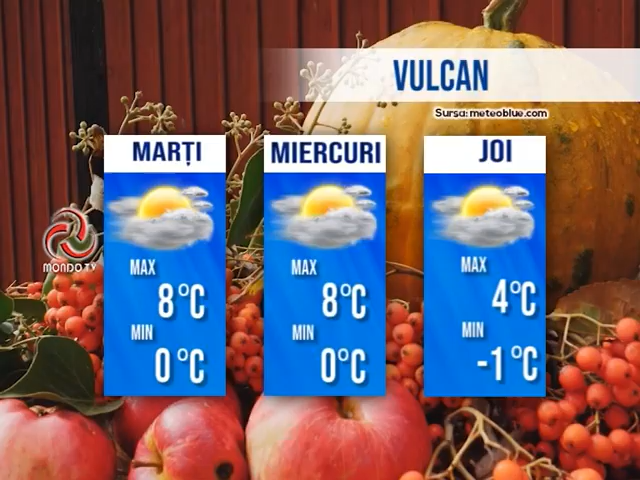 VULCAN
Sursa: meteoblue.com
MARȚI
MIERCURI
JOI
MAX
8°C
MIN
0°C
MAX
8°C
MIN
0°C
MAX
4°C
MIN
-1°C
MONDO TV